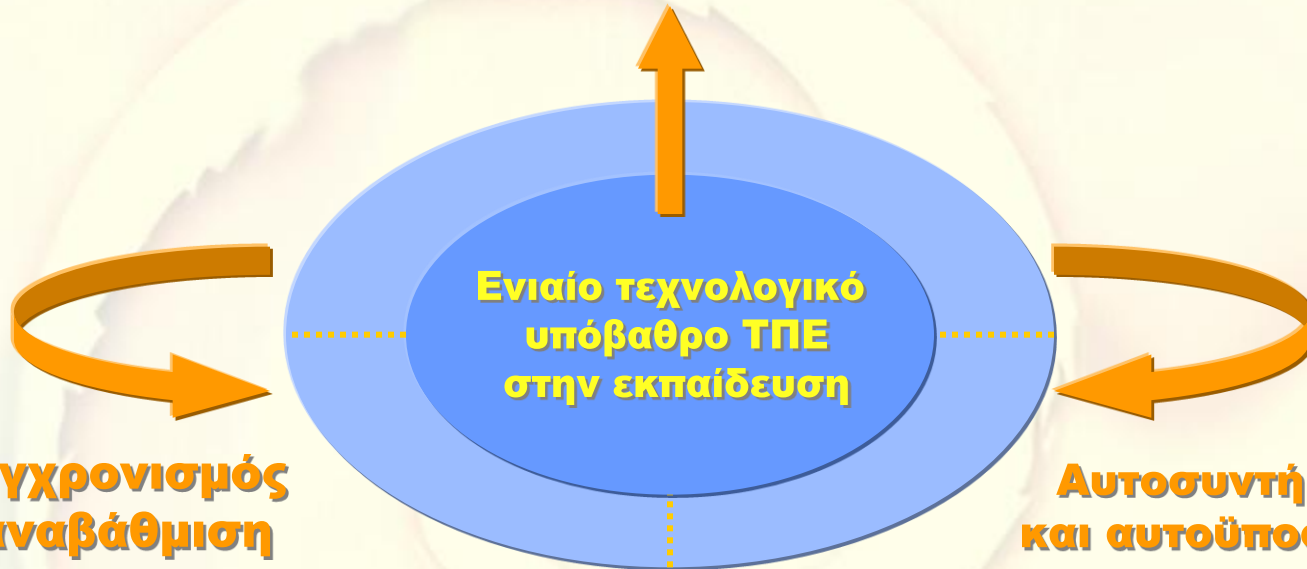 Ενιαίο τεχνολογικό
υπόβαθρο ΤΠΕ
στην εκπαίδευση
γχρονισμός
αναβάθμιση
Αυτοσυντή
και αυτοϋπο